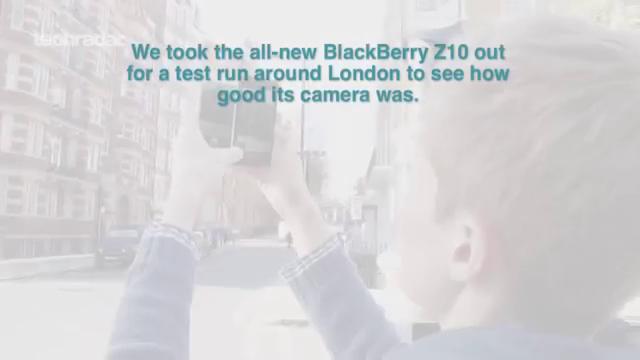 techradar.
We took the all-new BlackBerry Z10 out
for a test run around London to see how
good its camera was.